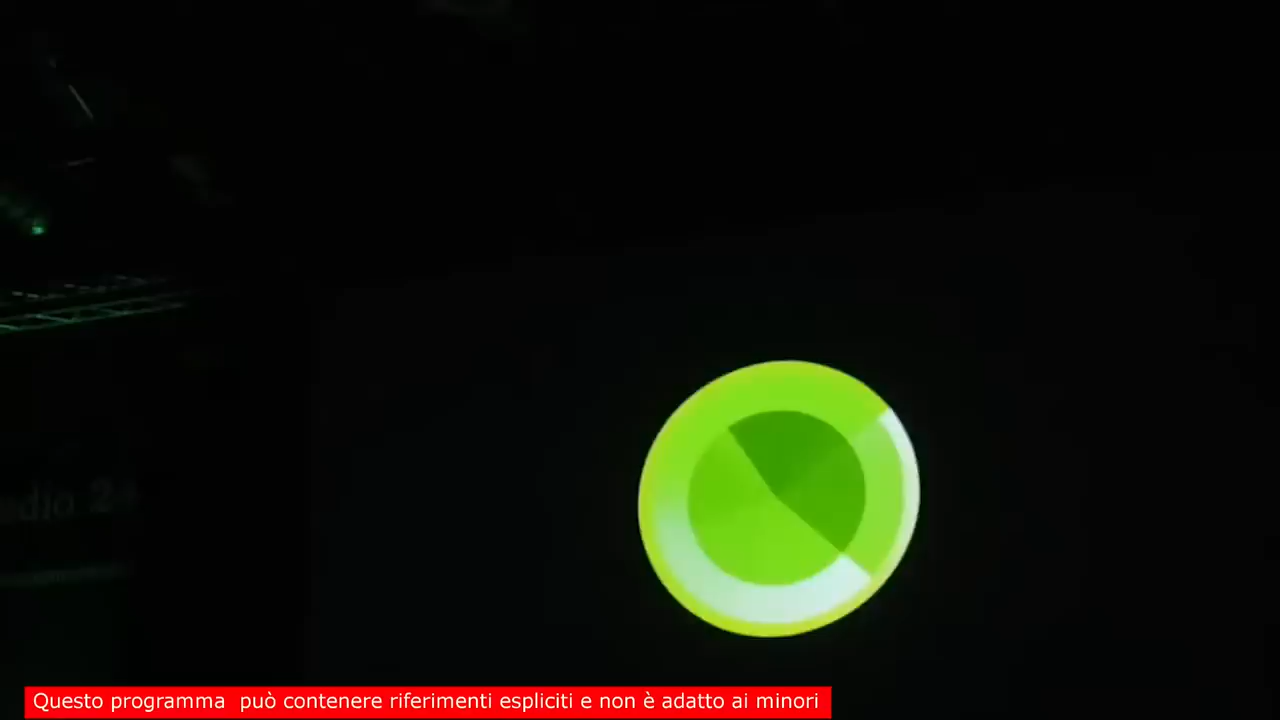 Questo programma  può contenere riferimenti espliciti e non è adatto ai minori